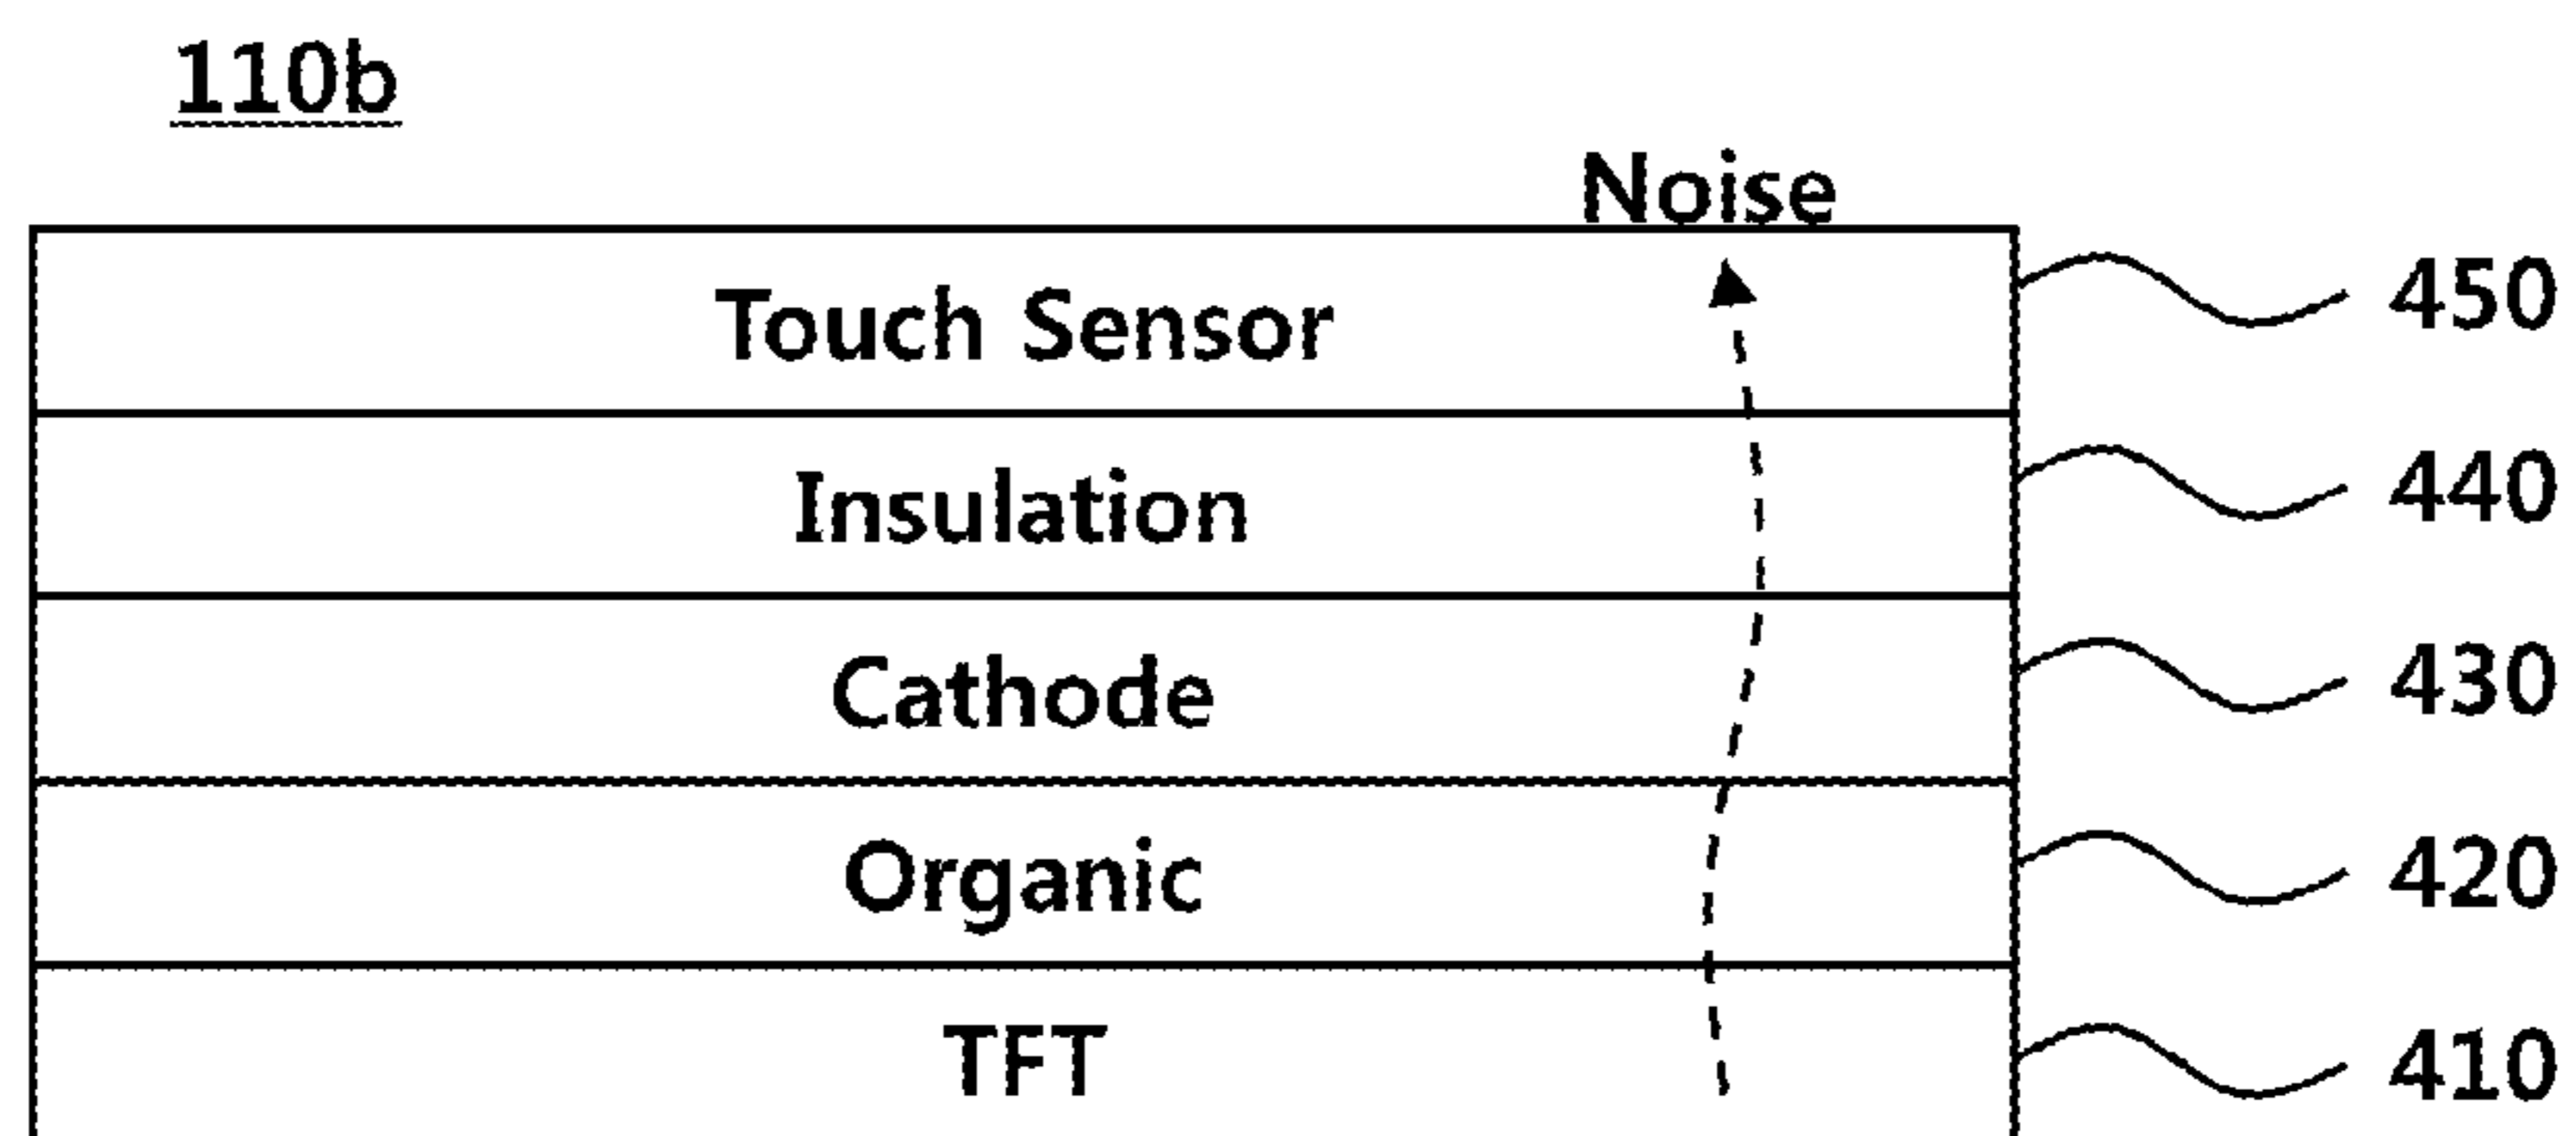 110b
Noise
Touch Sensor 450
Insulation 440
Cathode 430
Organic 420
TFT 410